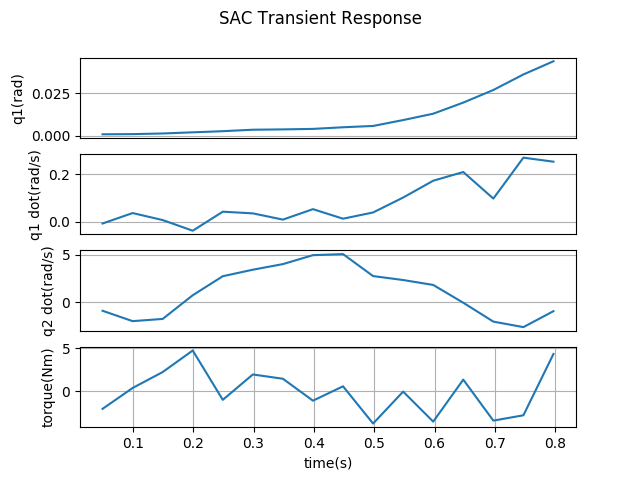 SAC Transient Response
q1(rad)
0.025
0.000
q1 dot(rad/s)
0.2
0.0
q2 dot(rad/s)
5
0
torque(Nm)
5
0
0.1 0.2 0.3 0.4 0.5 0.6 0.7 0.8
time(s)